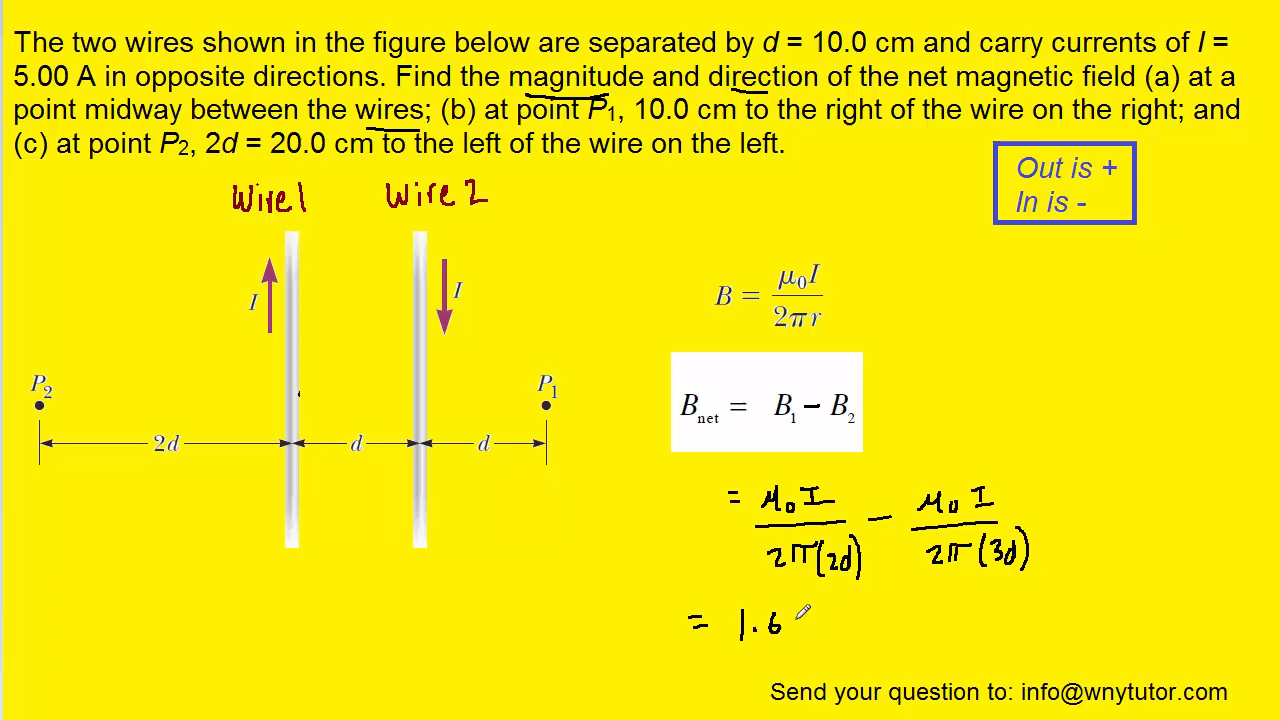 The two wires shown in the figure below are separated by d = 10.0 cm and carry currents of I =
5.00 A in opposite directions. Find the magnitude and direction of the net magnetic field (a) at a
point midway between the wires; (b) at point P₁, 10.0 cm to the right of the wire on the right; and
(c) at point P₂, 2d = 20.0 cm to the left of the wire on the left.
Out is +
In is -
Wire 1
Wire 2
I
I
B = μ₀I / 2πr
P₂
P₁
B_net = B₁ - B₂
2d
d
d
= μ₀I / 2π(2d) - μ₀I / 2π(3d)
= 1.6
Send your question to: info@wnytutor.com